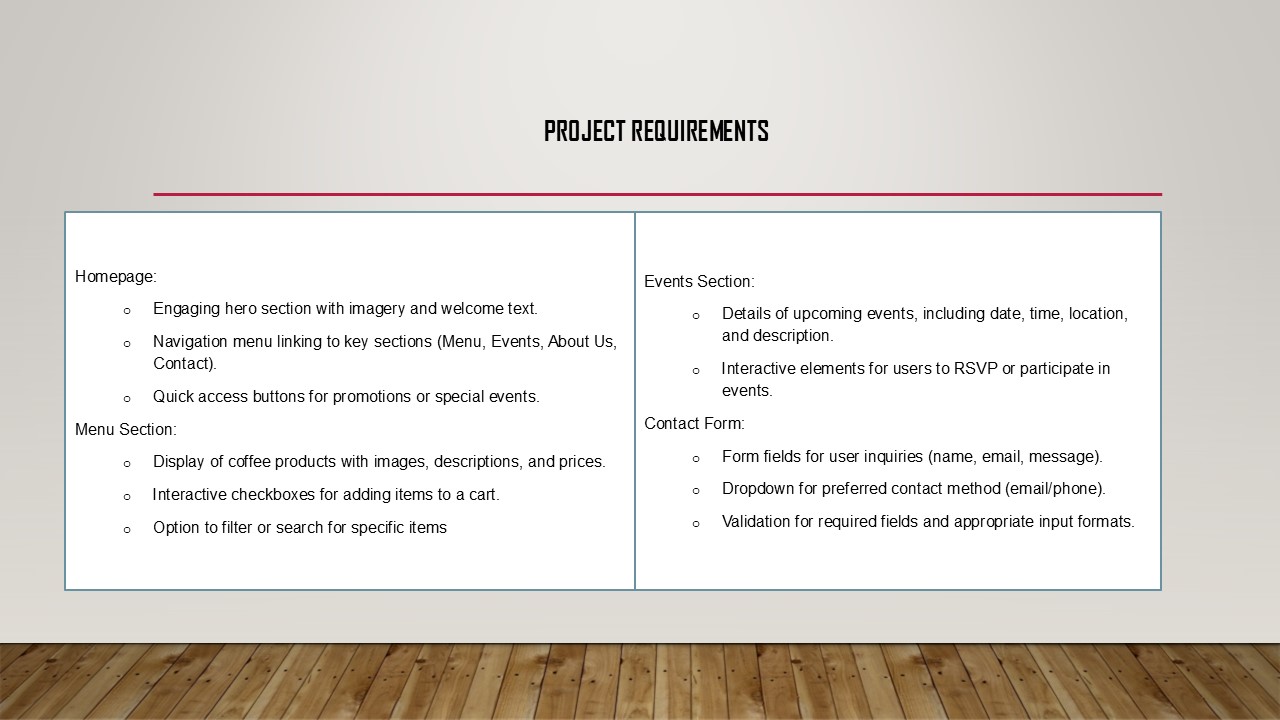 PROJECT REQUIREMENTS
Homepage:
o Engaging hero section with imagery and welcome text.
o Navigation menu linking to key sections (Menu, Events, About Us,
Contact).
o Quick access buttons for promotions or special events.
Menu Section:
o Display of coffee products with images, descriptions, and prices.
o Interactive checkboxes for adding items to a cart.
o Option to filter or search for specific items
Events Section:
o Details of upcoming events, including date, time, location,
and description.
o Interactive elements for users to RSVP or participate in
events.
Contact Form:
o Form fields for user inquiries (name, email, message).
o Dropdown for preferred contact method (email/phone).
o Validation for required fields and appropriate input formats.